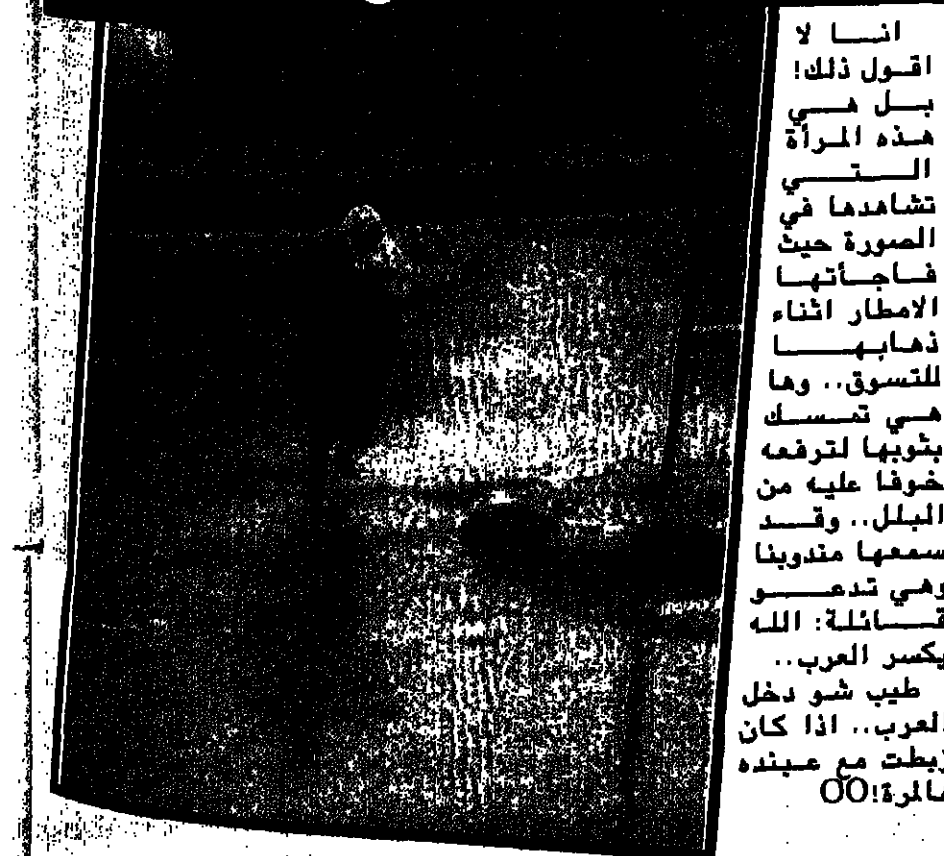 انا لا
اقول ذلك!
بل هي
هذه المرأة
التي
تشاهدها في
الصورة حيث
فاجأتها
الامطار اثناء
ذهابها
للتسوق.. وها
هي تمسك
بثوبها لترفعه
خوفا عليه من
البلل.. وقد
سمعها مندوبنا
وهي تدعو
قائلة: الله
يكسر العرب..
طيب شو دخل
العرب.. اذا كان
زبطت مع عبنده
هالمرة!OO